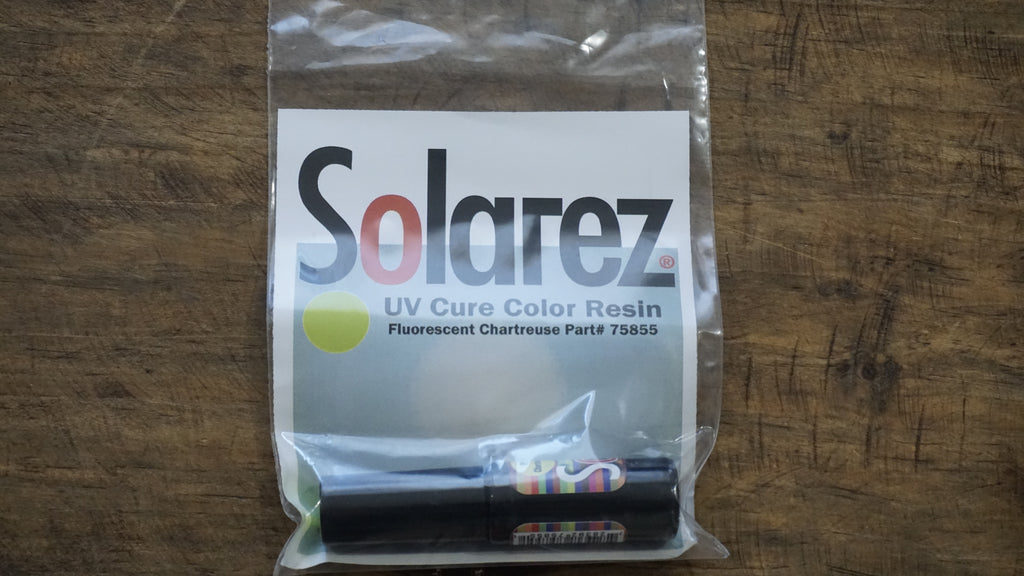 Solarez®
UV Cure Color Resin
Fluorescent Chartreuse Part# 75855